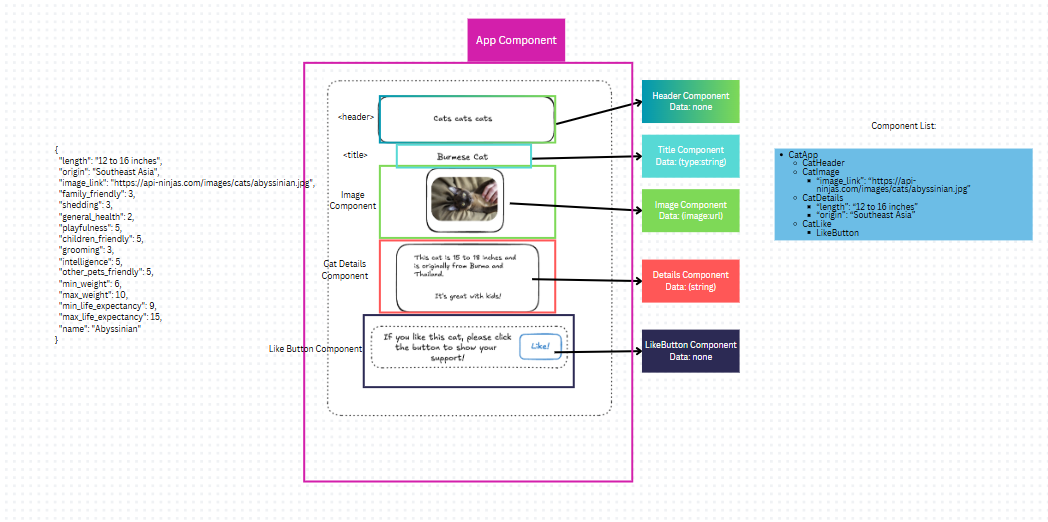 App Component
{
"length": "12 to 16 inches",
"origin": "Southeast Asia",
"image_link": "https://api-ninjas.com/images/cats/abyssinian.jpg",
"family_friendly": 3,
"shedding": 3,
"general_health": 2,
"playfulness": 5,
"children_friendly": 5,
"grooming": 3,
"intelligence": 5,
"other_pets_friendly": 5,
"min_weight": 6,
"max_weight": 10,
"min_life_expectancy": 9,
"max_life_expectancy": 15,
"name": "Abyssinian"
}
<header>
Cats cats cats
<title>
Burmese Cat
Image
Component
Cat Details
Component
This cat is 15 to 18 inches and
is originally from Burma and
Thailand.
It's great with kids!
Like Button Component
If you like this cat, please click
the button to show your
support!
Like!
Header Component
Data: none
Title Component
Data: (type:string)
Image Component
Data: (image:url)
Details Component
Data: (string)
LikeButton Component
Data: none
Component List:
CatApp
CatHeader
CatImage
"image_link": "https://api-
ninjas.com/images/cats/abyssinian.jpg"
CatDetails
"length": "12 to 16 inches"
"origin": "Southeast Asia"
CatLike
LikeButton